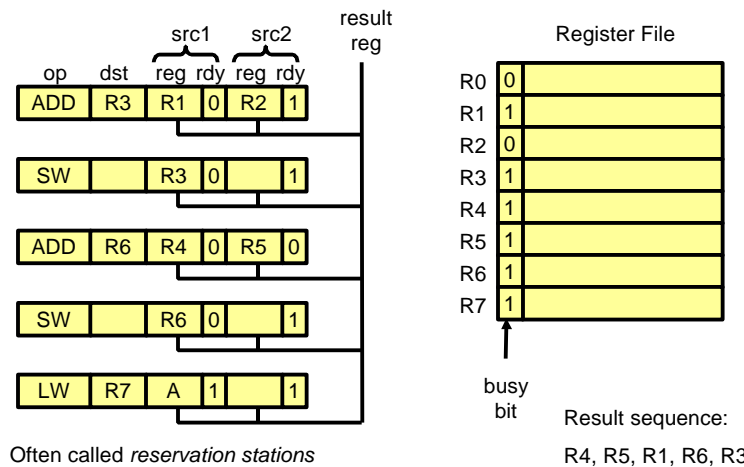 result
reg
src1 src2
op dst reg rdy reg rdy
ADD R3 R1 0 R2 1
SW R3 0 1
ADD R6 R4 0 R5 0
SW R6 0 1
LW R7 A 1 1
Often called reservation stations
Register File
R0 0
R1 1
R2 0
R3 1
R4 1
R5 1
R6 1
R7 1
busy
bit
Result sequence:
R4, R5, R1, R6, R3